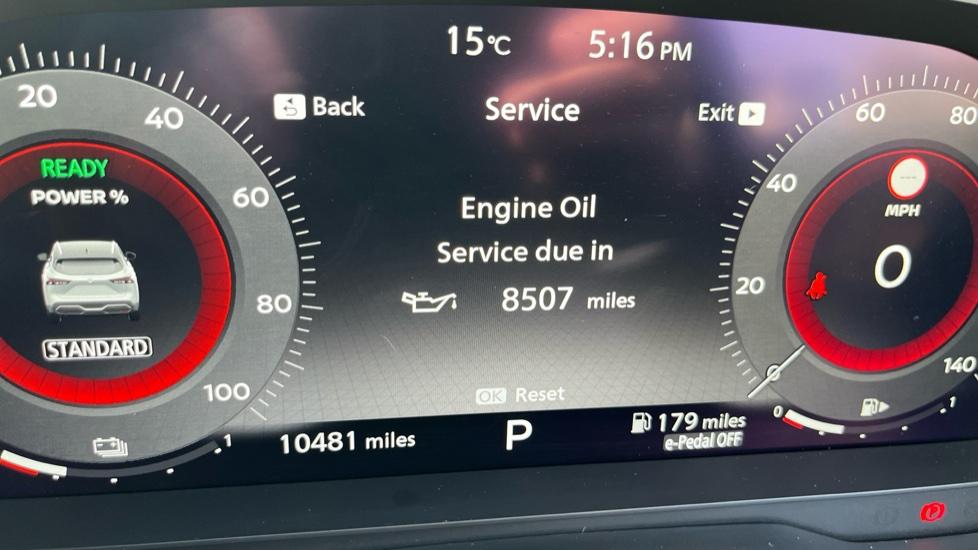 15°C 5:16 PM
Back Service Exit
20
40
60
80
100
READY
POWER %
STANDARD
1
Engine Oil
Service due in
8507 miles
OK Reset
10481 miles P 179 miles
e-Pedal OFF
0
20
40
60
80
140
---
MPH
0
0
1